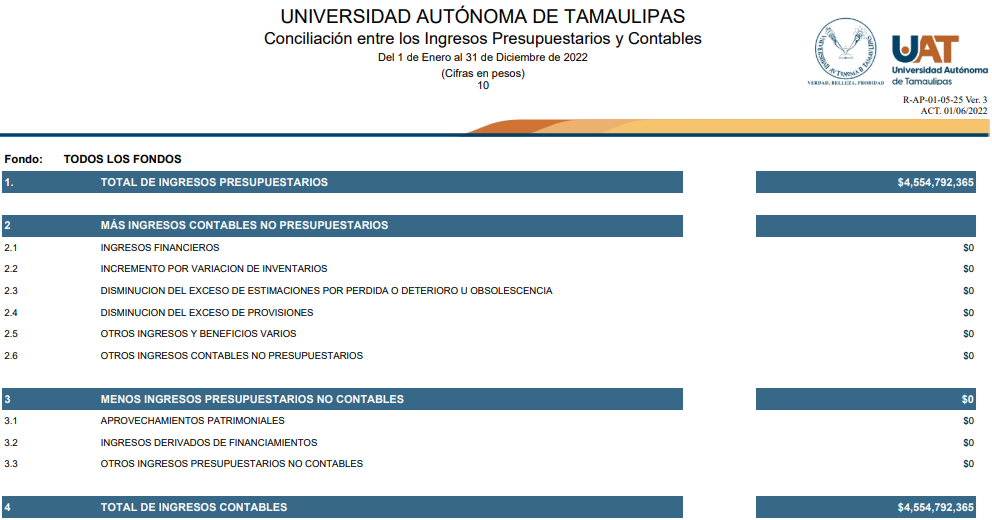 UNIVERSIDAD AUTÓNOMA DE TAMAULIPAS
Conciliación entre los Ingresos Presupuestarios y Contables
Del 1 de Enero al 31 de Diciembre de 2022
(Cifras en pesos)
10
UNIVERSIDAD AUTONOMA DE TAMAULIPAS
VERDAD, BELLEZA, PROBIDAD
UAT
Universidad Autónoma
de Tamaulipas
R-AP-01-05-25 Ver. 3
ACT. 01/06/2022
Fondo: TODOS LOS FONDOS
1. TOTAL DE INGRESOS PRESUPUESTARIOS $4,554,792,365
2 MÁS INGRESOS CONTABLES NO PRESUPUESTARIOS
2.1 INGRESOS FINANCIEROS $0
2.2 INCREMENTO POR VARIACION DE INVENTARIOS $0
2.3 DISMINUCION DEL EXCESO DE ESTIMACIONES POR PERDIDA O DETERIORO U OBSOLESCENCIA $0
2.4 DISMINUCION DEL EXCESO DE PROVISIONES $0
2.5 OTROS INGRESOS Y BENEFICIOS VARIOS $0
2.6 OTROS INGRESOS CONTABLES NO PRESUPUESTARIOS $0
3 MENOS INGRESOS PRESUPUESTARIOS NO CONTABLES $0
3.1 APROVECHAMIENTOS PATRIMONIALES $0
3.2 INGRESOS DERIVADOS DE FINANCIAMIENTOS $0
3.3 OTROS INGRESOS PRESUPUESTARIOS NO CONTABLES $0
4 TOTAL DE INGRESOS CONTABLES $4,554,792,365